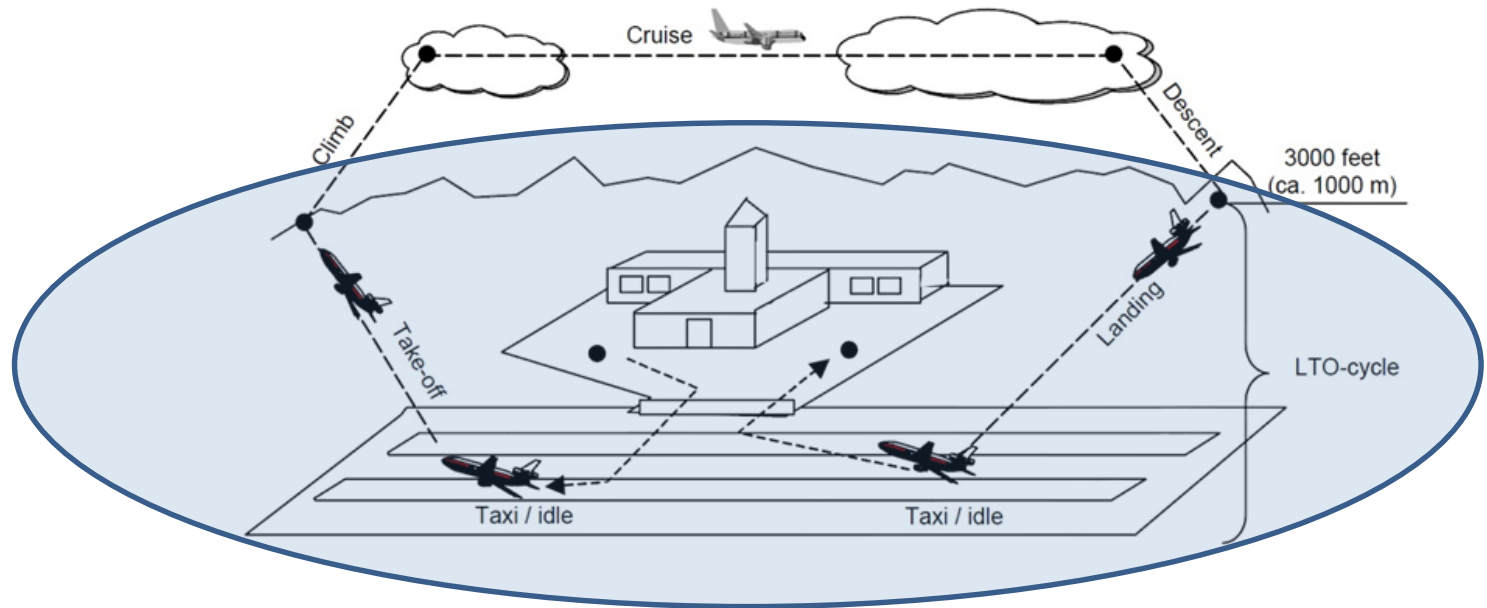 Cruise
Climb
Descent
3000 feet
(ca. 1000 m)
Take-off
Landing
LTO-cycle
Taxi / idle
Taxi / idle